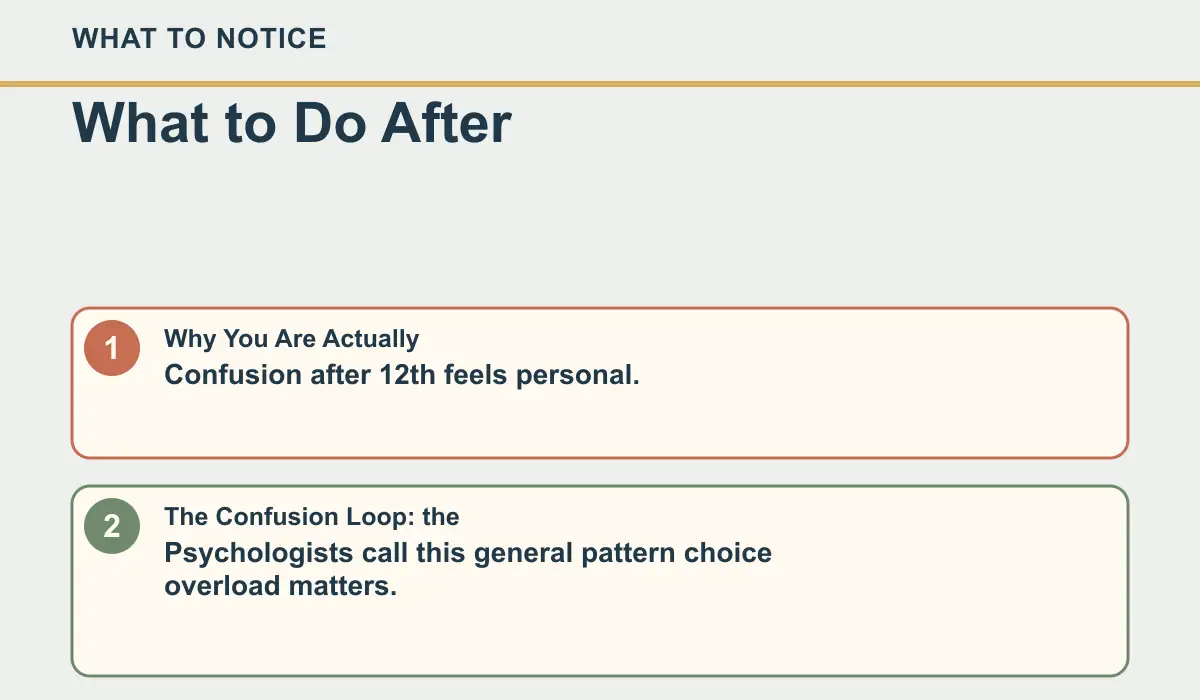 WHAT TO NOTICE
What to Do After
1
Why You Are Actually
Confusion after 12th feels personal.
2
The Confusion Loop: the
Psychologists call this general pattern choice
overload matters.